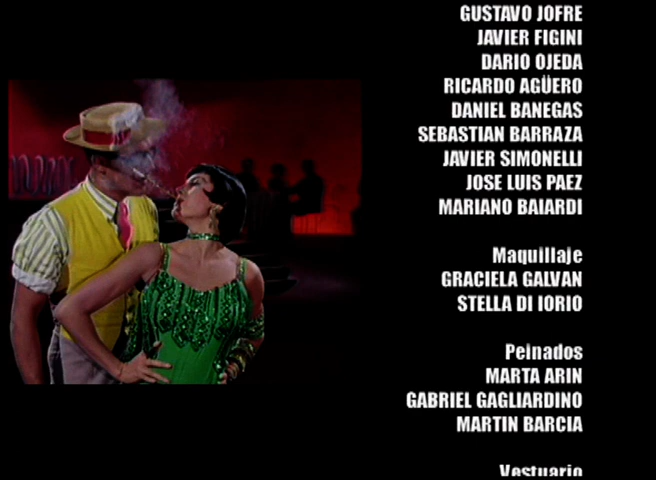 GUSTAVO JOFRE
JAVIER FIGINI
DARIO OJEDA
RICARDO AGÜERO
DANIEL BANEGAS
SEBASTIAN BARRAZA
JAVIER SIMONELLI
JOSE LUIS PAEZ
MARIANO BAIARDI
Maquillaje
GRACIELA GALVAN
STELLA DI IORIO
Peinados
MARTA ARIN
GABRIEL GAGLIARDINO
MARTIN BARCIA
Vestuario